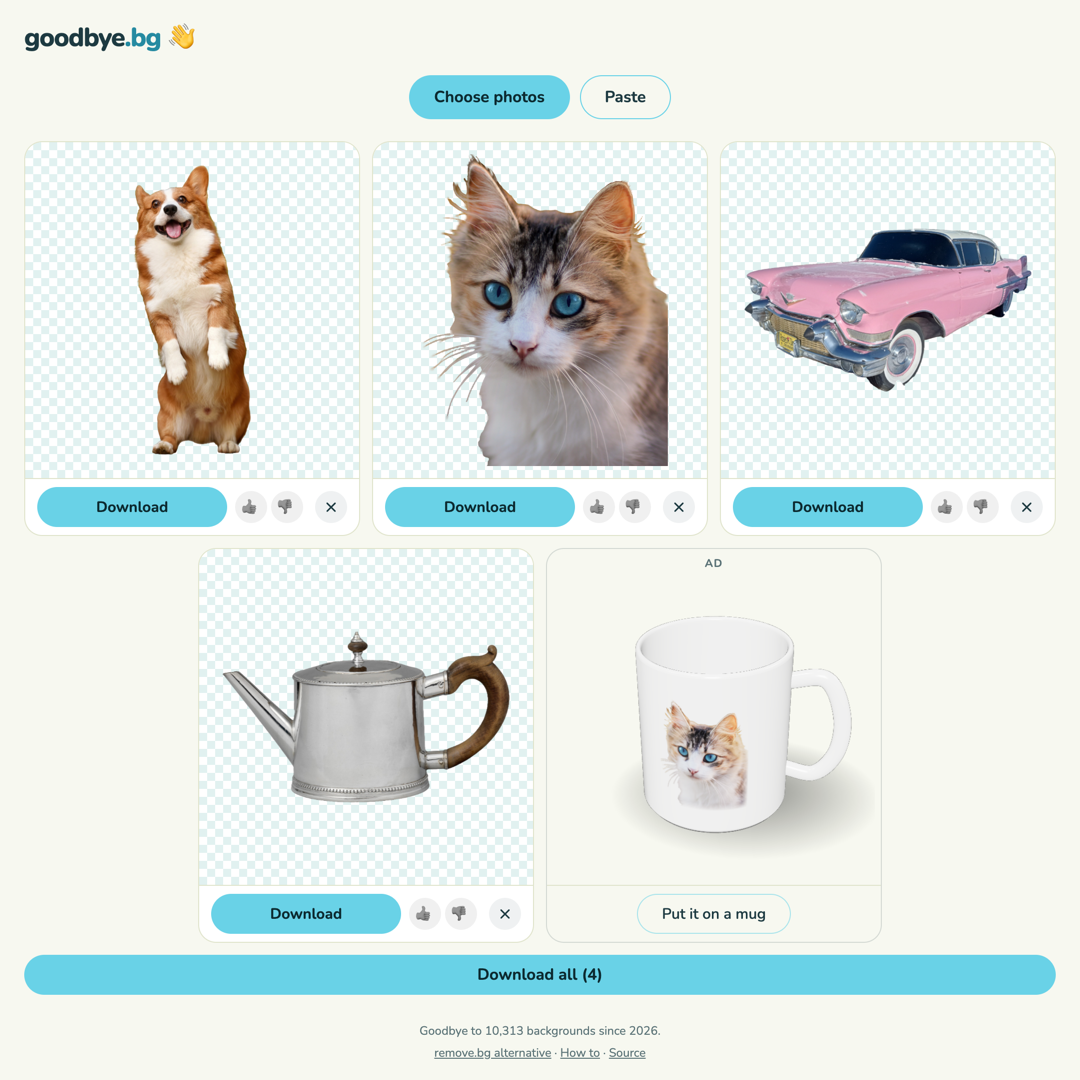 goodbye.bg 👋
Choose photos
Paste
Download
Download
Download
AD
Download
Put it on a mug
Download all (4)
Goodbye to 10,313 backgrounds since 2026.
remove.bg alternative · How to · Source